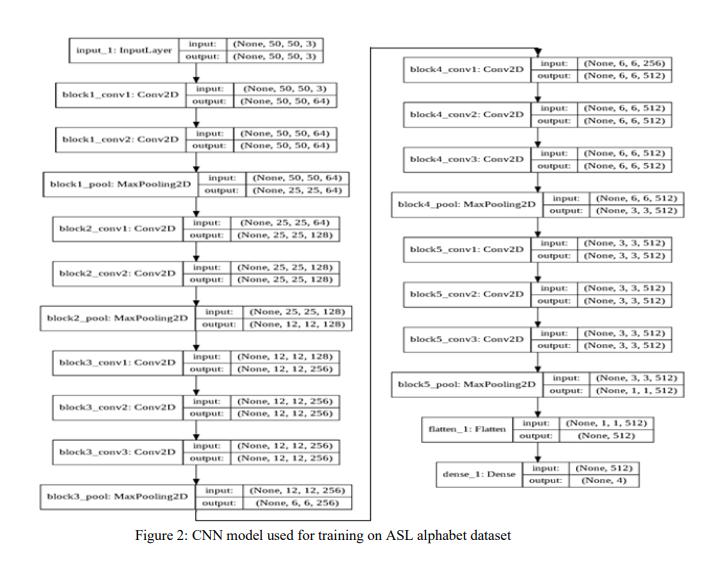 input_1: InputLayer
input: (None, 50, 50, 3)
output: (None, 50, 50, 3)
block1_conv1: Conv2D
input: (None, 50, 50, 3)
output: (None, 50, 50, 64)
block1_conv2: Conv2D
input: (None, 50, 50, 64)
output: (None, 50, 50, 64)
block1_pool: MaxPooling2D
input: (None, 50, 50, 64)
output: (None, 25, 25, 64)
block2_conv1: Conv2D
input: (None, 25, 25, 64)
output: (None, 25, 25, 128)
block2_conv2: Conv2D
input: (None, 25, 25, 128)
output: (None, 25, 25, 128)
block2_pool: MaxPooling2D
input: (None, 25, 25, 128)
output: (None, 12, 12, 128)
block3_conv1: Conv2D
input: (None, 12, 12, 128)
output: (None, 12, 12, 256)
block3_conv2: Conv2D
input: (None, 12, 12, 256)
output: (None, 12, 12, 256)
block3_conv3: Conv2D
input: (None, 12, 12, 256)
output: (None, 12, 12, 256)
block3_pool: MaxPooling2D
input: (None, 12, 12, 256)
output: (None, 6, 6, 256)
block4_conv1: Conv2D
input: (None, 6, 6, 256)
output: (None, 6, 6, 512)
block4_conv2: Conv2D
input: (None, 6, 6, 512)
output: (None, 6, 6, 512)
block4_conv3: Conv2D
input: (None, 6, 6, 512)
output: (None, 6, 6, 512)
block4_pool: MaxPooling2D
input: (None, 6, 6, 512)
output: (None, 3, 3, 512)
block5_conv1: Conv2D
input: (None, 3, 3, 512)
output: (None, 3, 3, 512)
block5_conv2: Conv2D
input: (None, 3, 3, 512)
output: (None, 3, 3, 512)
block5_conv3: Conv2D
input: (None, 3, 3, 512)
output: (None, 3, 3, 512)
block5_pool: MaxPooling2D
input: (None, 3, 3, 512)
output: (None, 1, 1, 512)
flatten_1: Flatten
input: (None, 1, 1, 512)
output: (None, 512)
dense_1: Dense
input: (None, 512)
output: (None, 4)
Figure 2: CNN model used for training on ASL alphabet dataset